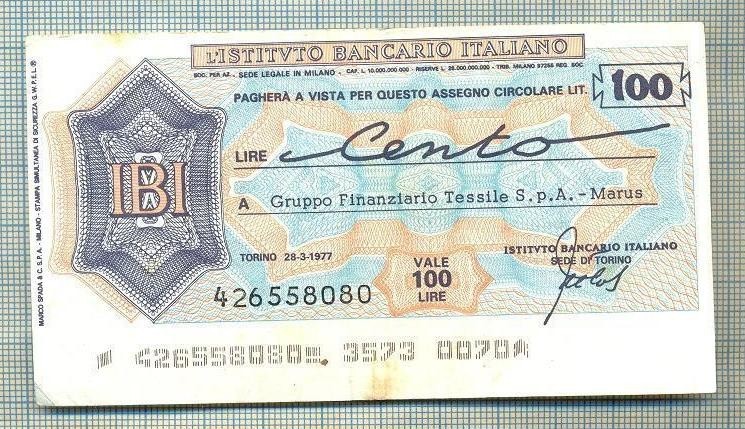 L'ISTITVTO BANCARIO ITALIANO
SOC. PER AZ. - SEDE LEGALE IN MILANO - CAP. L. 10.000.000.000 - RISERVE L. 26.000.000.000 - TRIB. MILANO 97256 REG. SOC.
PAGHERÀ A VISTA PER QUESTO ASSEGNO CIRCOLARE LIT. 100
LIRE Cento
IBI
A Gruppo Finanziario Tessile S.p.A. - Marus
TORINO 28-3-1977
VALE
100
LIRE
ISTITVTO BANCARIO ITALIANO
SEDE DI TORINO
426558080
426558080 3573 0070
MARCO SPADA & C. S.P.A. - MILANO - STAMPA SIMULTANEA DI SICUREZZA G.W.P.E.L.®